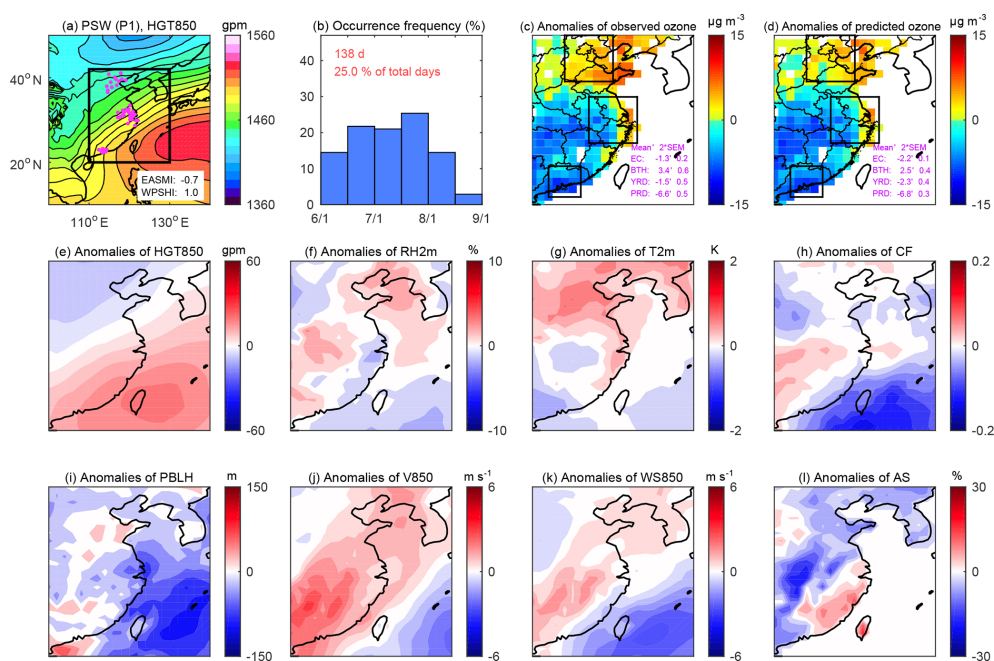 (a) PSW (P1), HGT850
gpm
1560
1460
1360
40°N
20°N
110°E
130°E
EASMI: -0.7
WPSHI: 1.0
(b) Occurrence frequency (%)
138 d
25.0 % of total days
40
30
20
10
0
6/1
7/1
8/1
9/1
(c) Anomalies of observed ozone
µg m-3
15
0
-15
Mean' 2*SEM
EC: -1.3' 0.2
BTH: 3.4' 0.6
YRD: -1.5' 0.5
PRD: -6.6' 0.5
(d) Anomalies of predicted ozone
µg m-3
15
0
-15
Mean' 2*SEM
EC: -2.2' 0.1
BTH: 2.5' 0.4
YRD: -2.3' 0.4
PRD: -6.8' 0.3
(e) Anomalies of HGT850
gpm
60
0
-60
(f) Anomalies of RH2m
%
10
0
-10
(g) Anomalies of T2m
K
2
0
-2
(h) Anomalies of CF
0.2
0
-0.2
(i) Anomalies of PBLH
m
150
0
-150
(j) Anomalies of V850
m s-1
6
0
-6
(k) Anomalies of WS850
m s-1
6
0
-6
(l) Anomalies of AS
%
30
0
-30